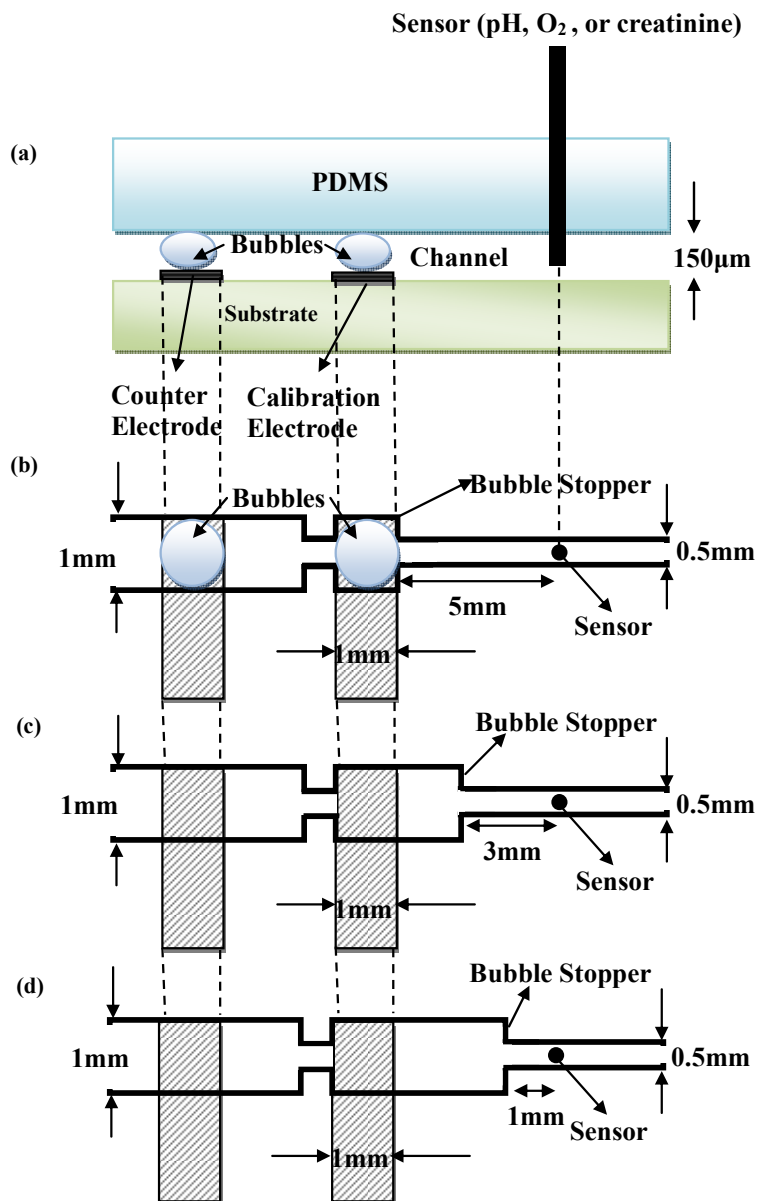 Sensor (pH, O2 , or creatinine)
(a)
PDMS
Bubbles
Channel
150μm
Substrate
Counter
Electrode
Calibration
Electrode
(b)
Bubbles
Bubble Stopper
1mm
0.5mm
5mm
Sensor
1mm
(c)
Bubble Stopper
1mm
0.5mm
3mm
Sensor
1mm
(d)
Bubble Stopper
1mm
0.5mm
1mm
Sensor
1mm